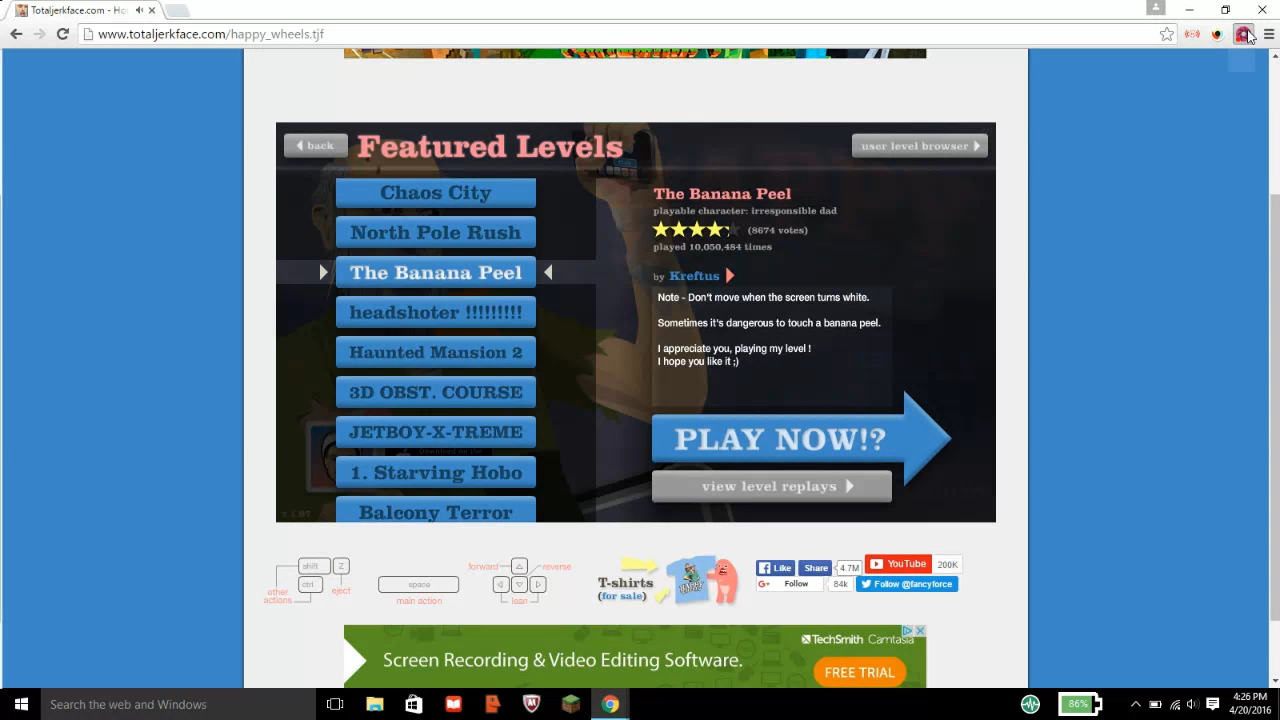 Totaljerkface.com - Ho
www.totaljerkface.com/happy_wheels.tjf
back
Featured Levels
user level browser
Chaos City
North Pole Rush
The Banana Peel
headshoter !!!!!!!!!
Haunted Mansion 2
3D OBST. COURSE
JETBOY-X-TREME
1. Starving Hobo
Balcony Terror
v 1.87
The Banana Peel
playable character: irresponsible dad
(8674 votes)
played 10,050,484 times
by Kreftus
Note - Don't move when the screen turns white.
Sometimes it's dangerous to touch a banana peel.
I appreciate you, playing my level !
I hope you like it ;)
PLAY NOW!?
view level replays
shift
Z
ctrl
other
actions
eject
space
main action
forward
reverse
lean
T-shirts
(for sale)
Like
Share
4.7M
YouTube
200K
G+ Follow
84k
Follow @fancyforce
TechSmith Camtasia
Screen Recording & Video Editing Software.
FREE TRIAL
Search the web and Windows
86%
4:26 PM
4/20/2016